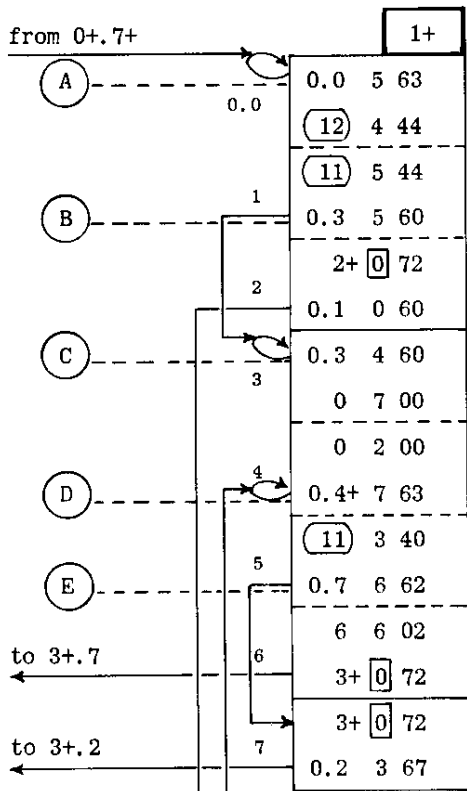 1+
from 0+.7+
0.0 5 63
A
0.0
12 4 44
11 5 44
1
B
0.3 5 60
2+ 0 72
2
0.1 0 60
C
0.3 4 60
3
0 7 00
0 2 00
4
D
0.4+ 7 63
11 3 40
5
E
0.7 6 62
6 6 02
to 3+.7
6
3+ 0 72
3+ 0 72
to 3+.2
7
0.2 3 67